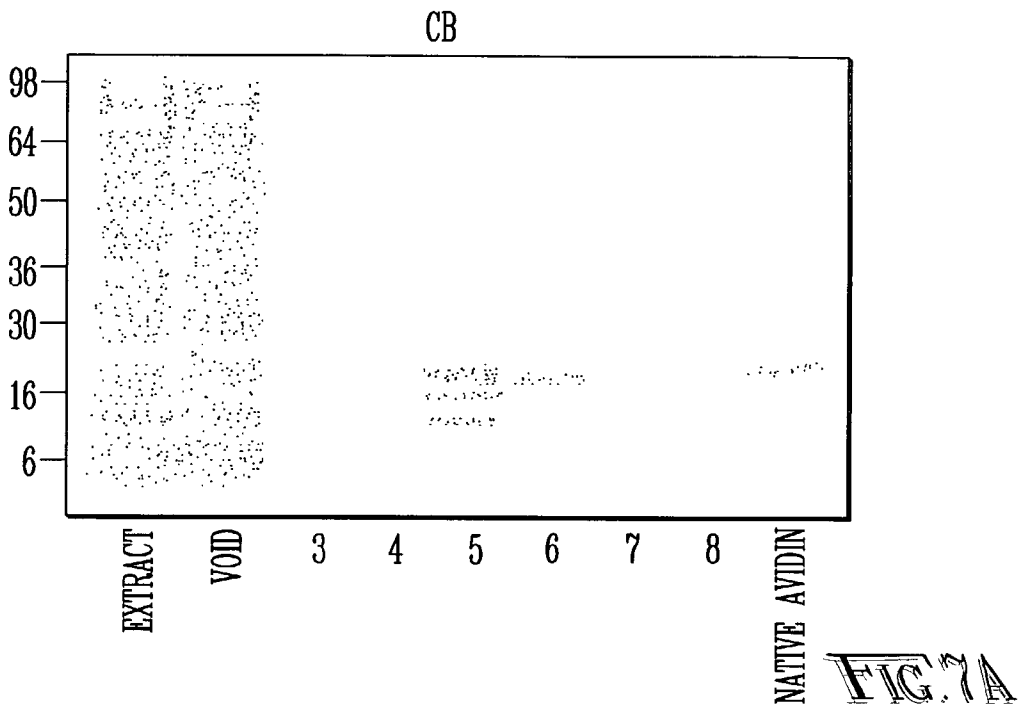 CB
98
64
50
36
30
16
6
EXTRACT
VOID
3
4
5
6
7
8
NATIVE AVIDIN
FIG. 7A